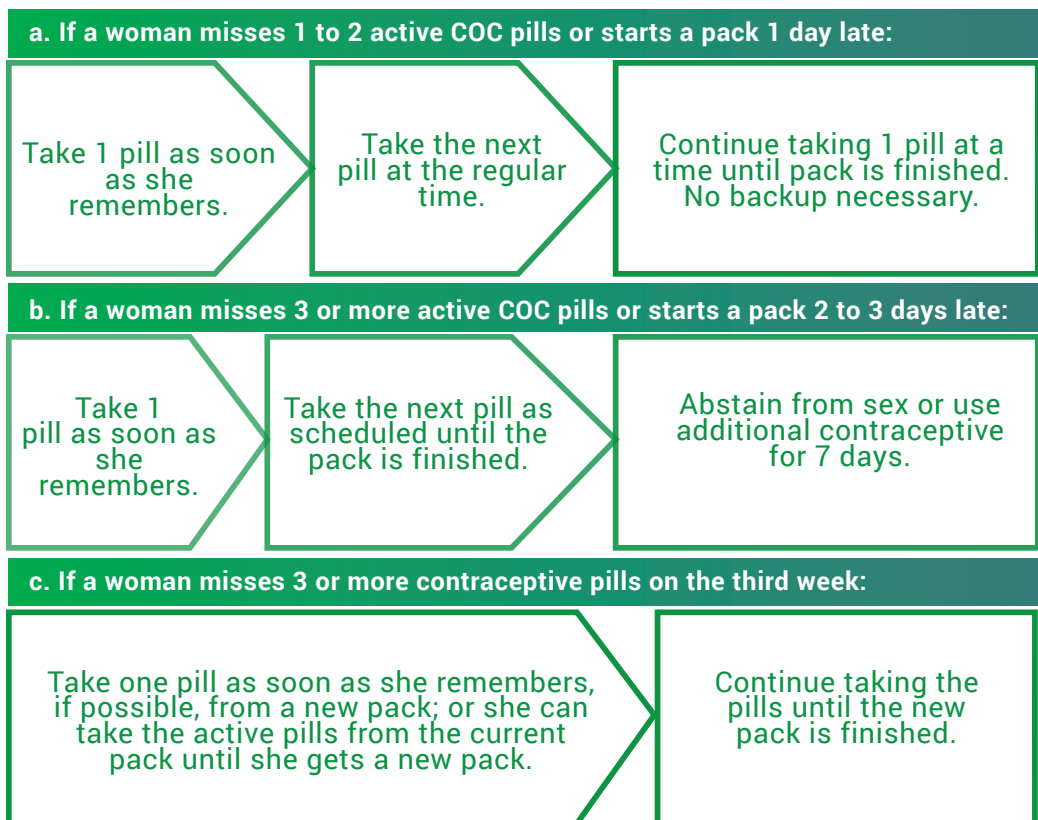 a. If a woman misses 1 to 2 active COC pills or starts a pack 1 day late:
Take 1 pill as soon
as she
remembers.
Take the next
pill at the regular
time.
Continue taking 1 pill at a
time until pack is finished.
No backup necessary.
b. If a woman misses 3 or more active COC pills or starts a pack 2 to 3 days late:
Take 1
pill as soon as
she
remembers.
Take the next pill as
scheduled until the
pack is finished.
Abstain from sex or use
additional contraceptive
for 7 days.
c. If a woman misses 3 or more contraceptive pills on the third week:
Take one pill as soon as she remembers,
if possible, from a new pack; or she can
take the active pills from the current
pack until she gets a new pack.
Continue taking the
pills until the new
pack is finished.